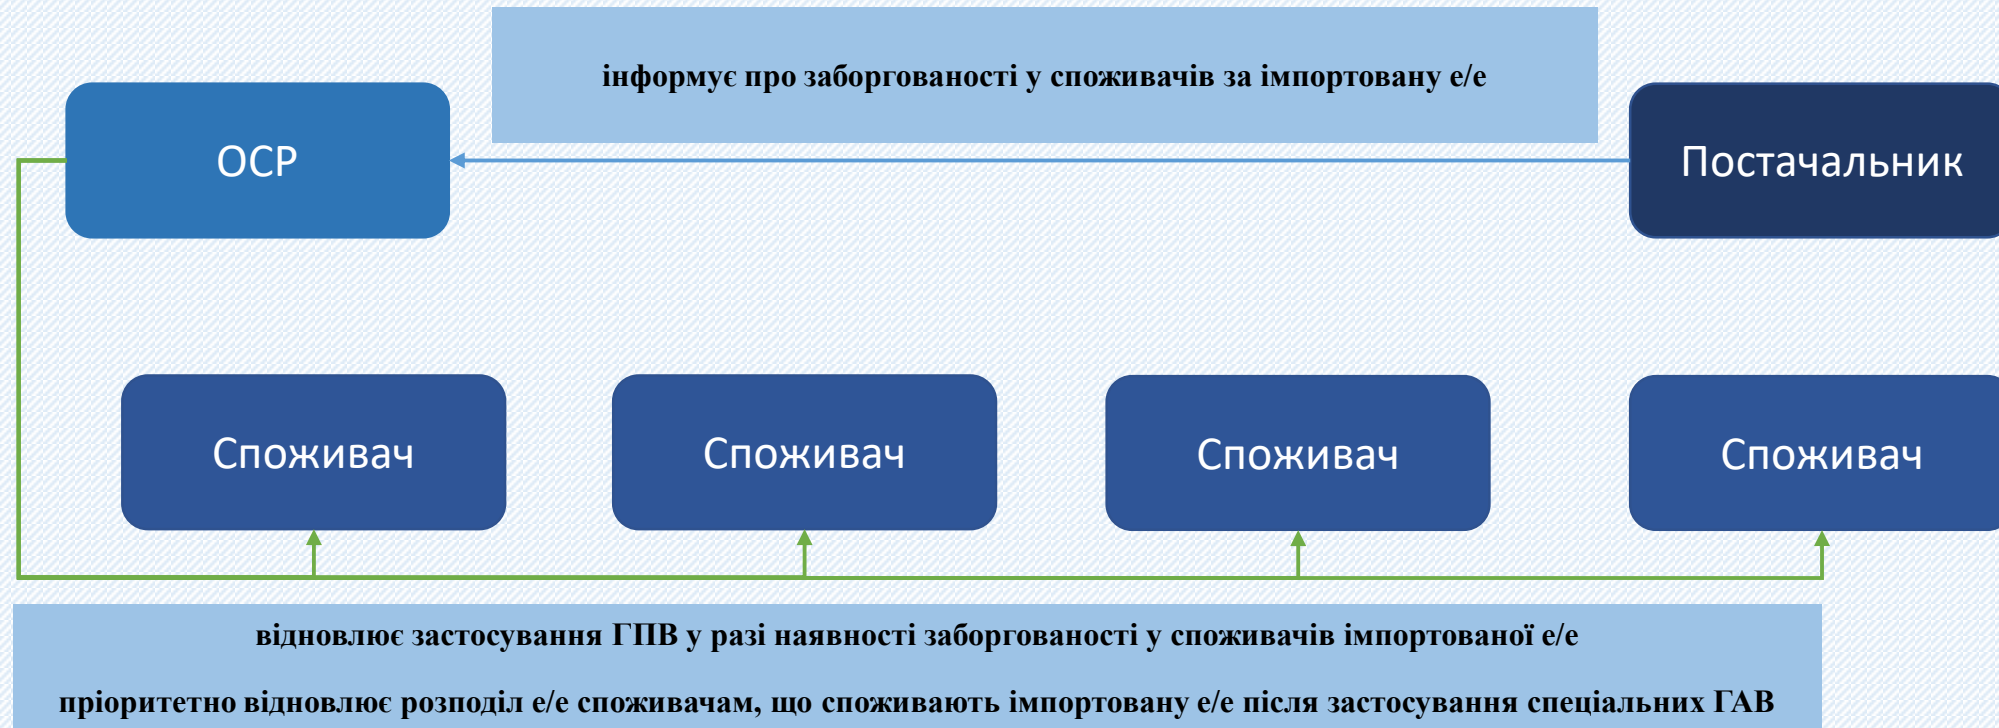 інформує про заборгованості у споживачів за імпортовану е/е
ОСР
Постачальник
Споживач
Споживач
Споживач
Споживач
відновлює застосування ГПВ у разі наявності заборгованості у споживачів імпортованої е/е
пріоритетно відновлює розподіл е/е споживачам, що споживають імпортовану е/е після застосування спеціальних ГАВ